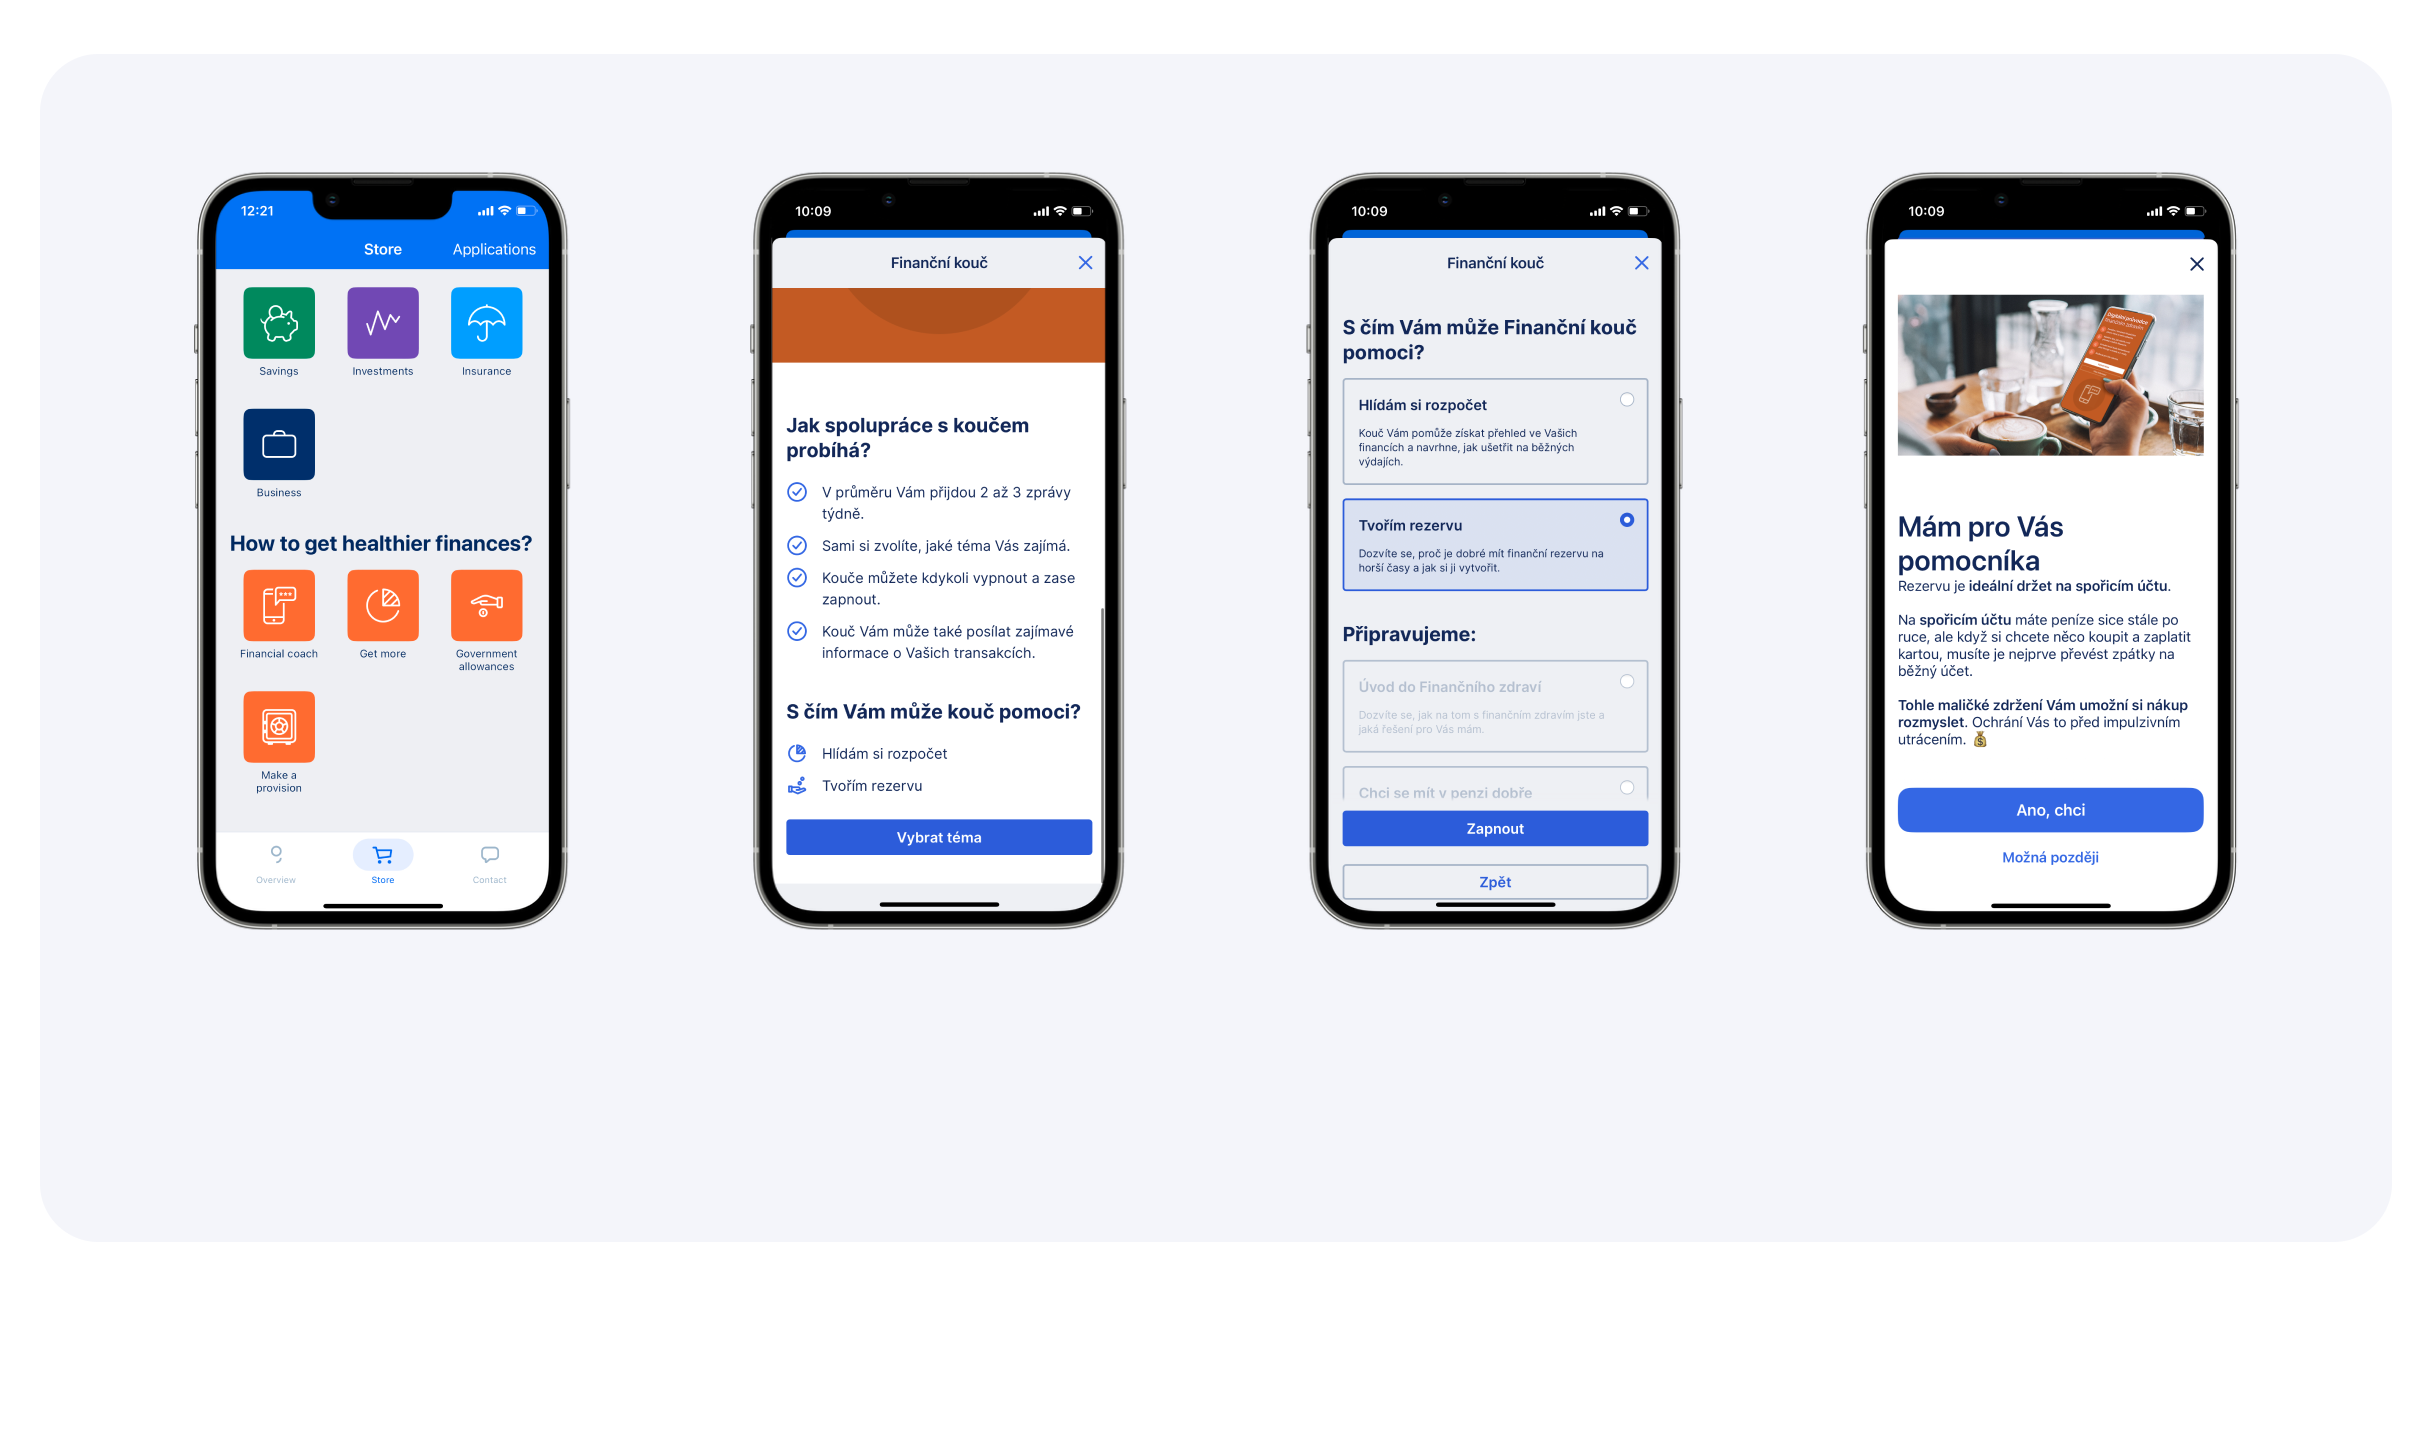 12:21
Store
Applications
Savings
Investments
Insurance
Business
How to get healthier finances?
Financial coach
Get more
Government
allowances
Make a
provision
Overview
Store
Contact
10:09
Finanční kouč
Jak spolupráce s koučem
probíhá?
V průměru Vám přijdou 2 až 3 zprávy
týdně.
Sami si zvolíte, jaké téma Vás zajímá.
Kouče můžete kdykoli vypnout a zase
zapnout.
Kouč Vám může také posílat zajímavé
informace o Vašich transakcích.
S čím Vám může kouč pomoci?
Hlídám si rozpočet
Tvořím rezervu
Vybrat téma
10:09
Finanční kouč
S čím Vám může Finanční kouč
pomoci?
Hlídám si rozpočet
Kouč Vám pomůže získat přehled ve Vašich
financích a navrhne, jak ušetřit na běžných
výdajích.
Tvořím rezervu
Dozvíte se, proč je dobré mít finanční rezervu na
horší časy a jak si ji vytvořit.
Připravujeme:
Úvod do Finančního zdraví
Dozvíte se, jak na tom s finančním zdravím jste a
jaká řešení pro Vás mám.
Chci se mít v penzi dobře
Zapnout
Zpět
10:09
Mám pro Vás
pomocníka
Rezervu je ideální držet na spořicím účtu.
Na spořicím účtu máte peníze sice stále po
ruce, ale když si chcete něco koupit a zaplatit
kartou, musíte je nejprve převést zpátky na
běžný účet.
Tohle maličké zdržení Vám umožní si nákup
rozmyslet. Ochrání Vás to před impulzivním
utrácením. 💰
Ano, chci
Možná později